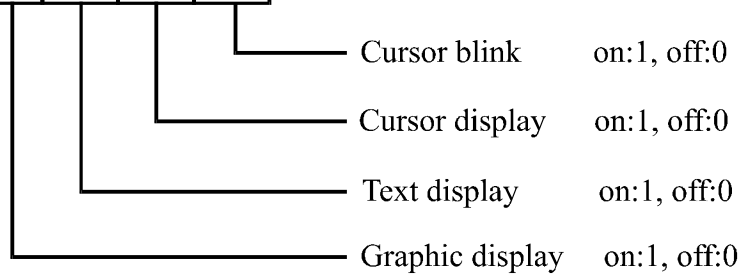 Cursor blink on:1, off:0
Cursor display on:1, off:0
Text display on:1, off:0
Graphic display on:1, off:0